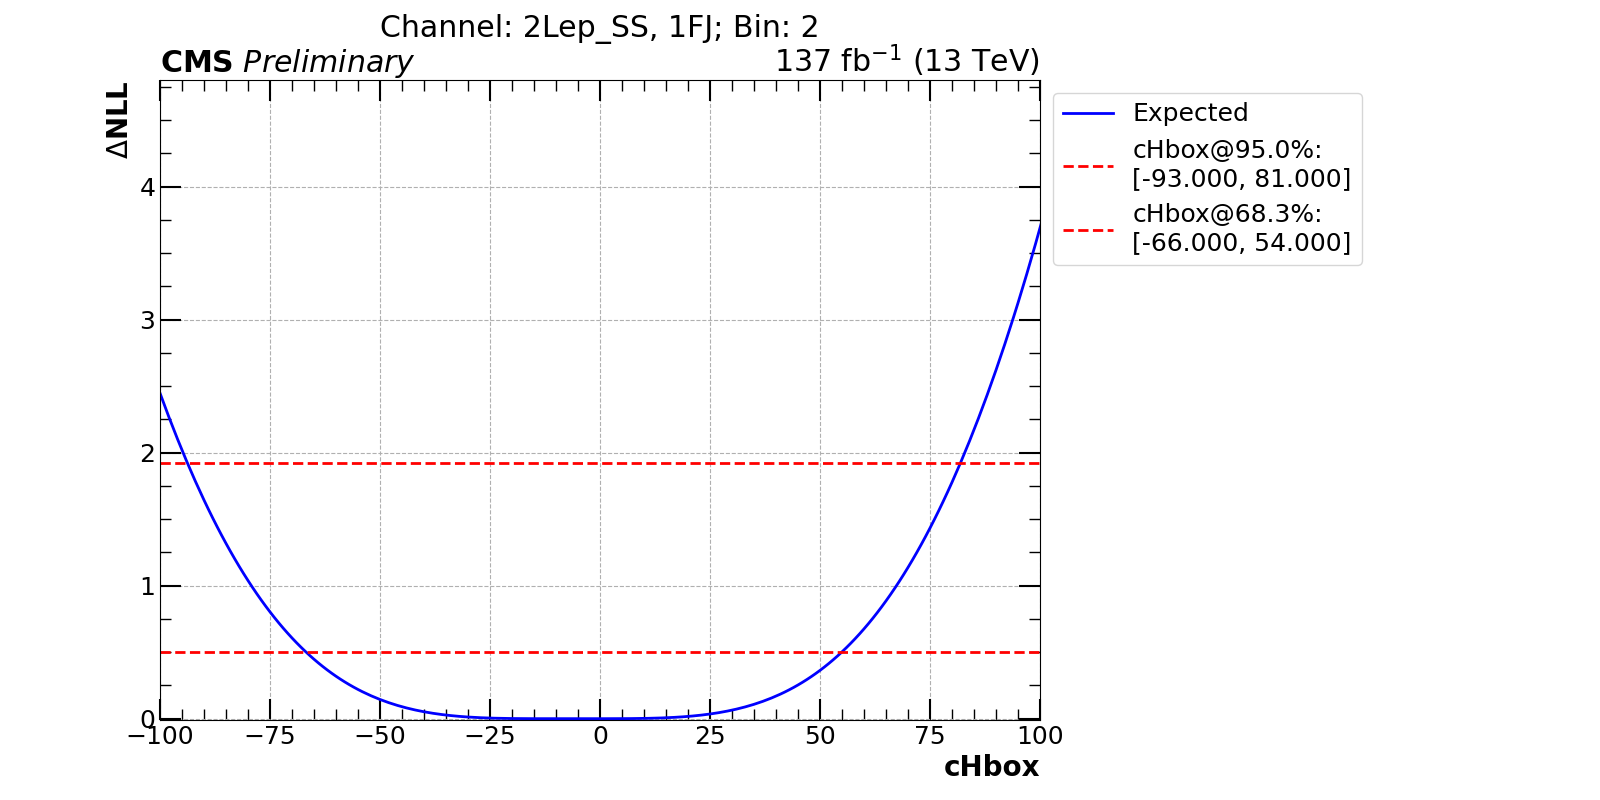 Channel: 2Lep_SS, 1FJ; Bin: 2
CMS Preliminary
137 fb⁻¹ (13 TeV)
ΔNLL
4
3
2
1
0
−100
−75
−50
−25
0
25
50
75
100
cHbox
Expected
cHbox@95.0%:
[-93.000, 81.000]
cHbox@68.3%:
[-66.000, 54.000]